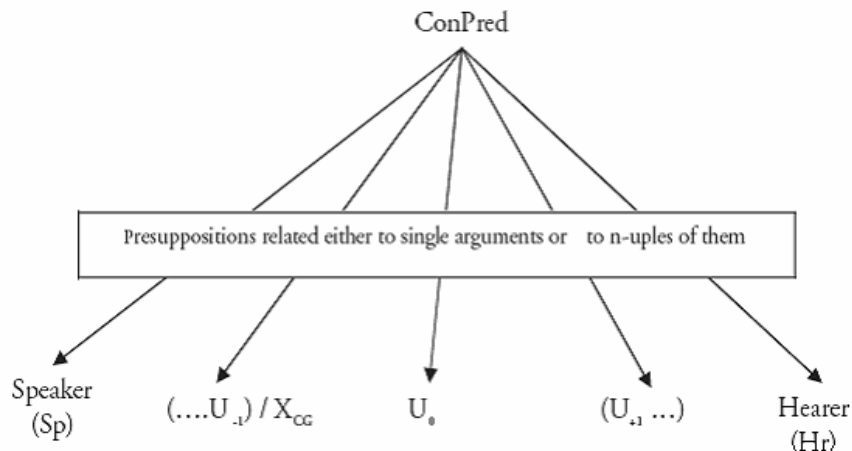 ConPred
Presuppositions related either to single arguments or to n-uples of them
Speaker (….U₋₁) / X_CG U₀ (U₊₁ …) Hearer
(Sp) (Hr)